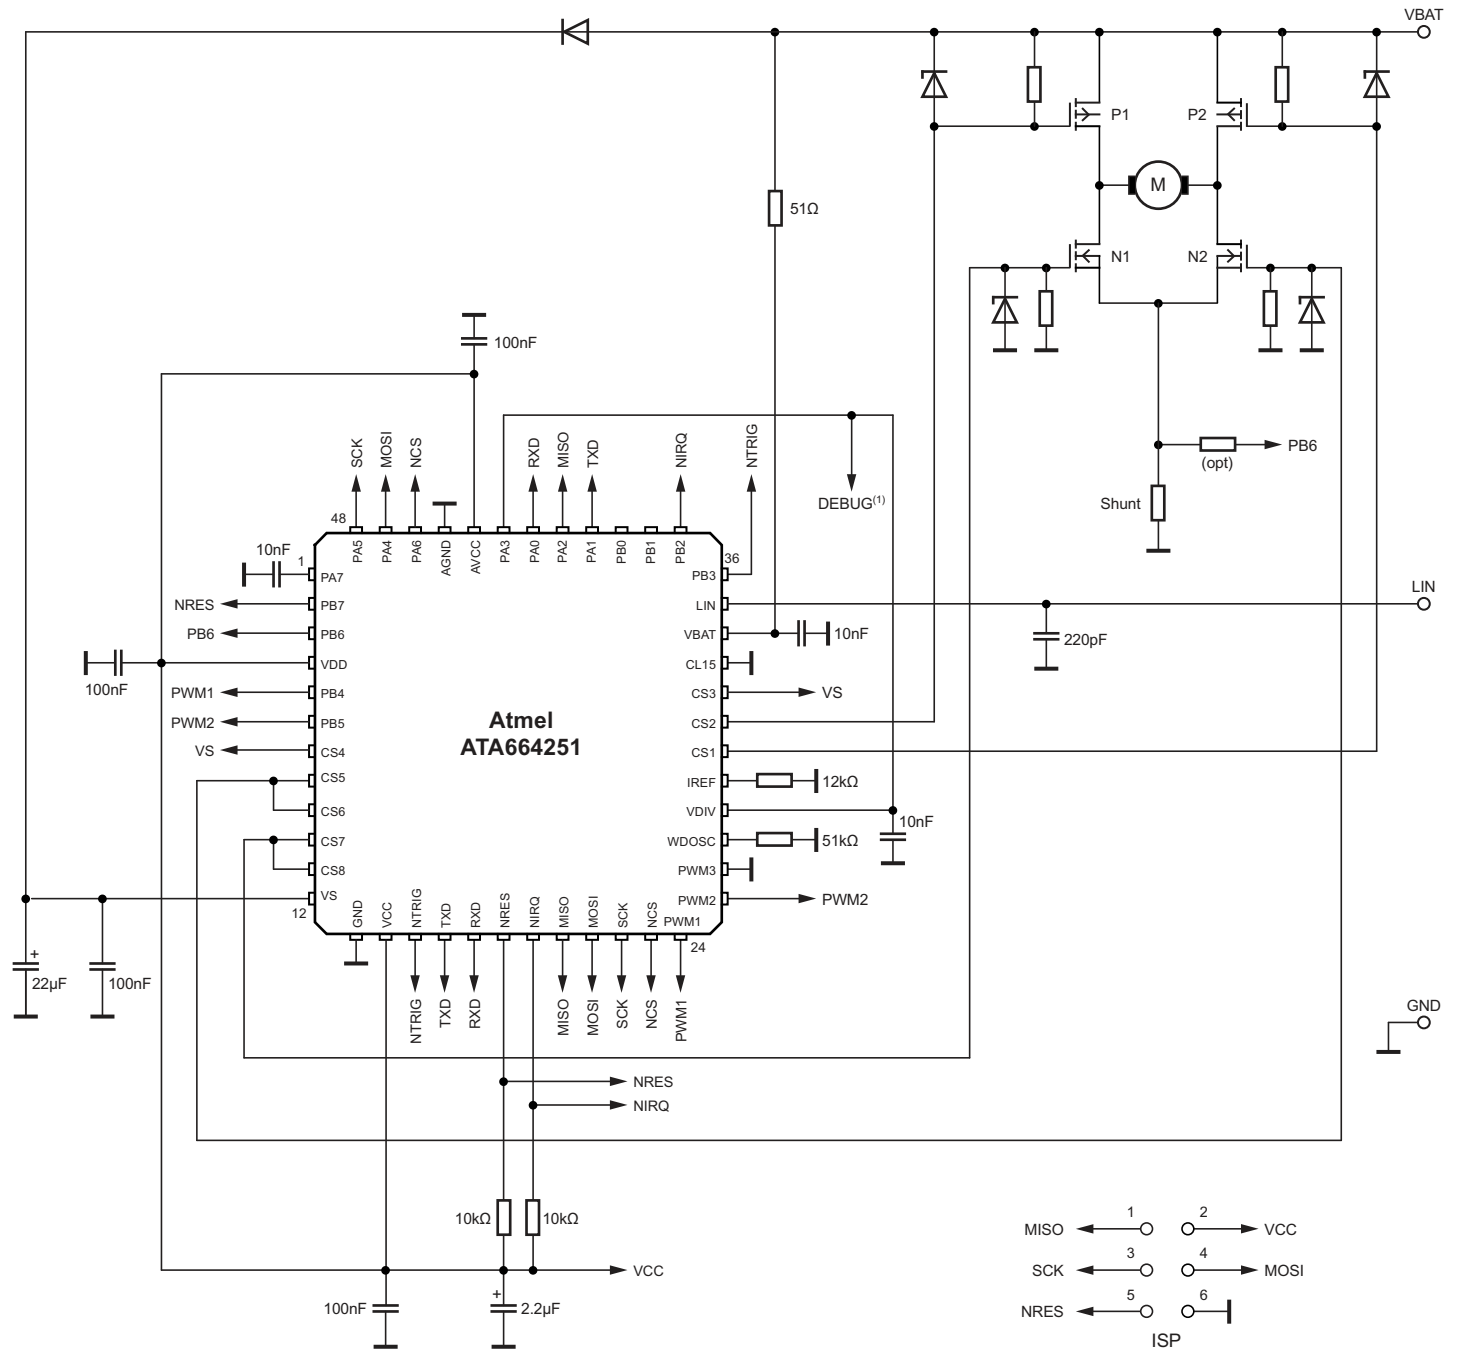 VBAT
P1
P2
M
51Ω
N1
N2
100nF
SCK
MOSI
NCS
RXD
MISO
TXD
NIRQ
NTRIG
DEBUG(1)
PB6
(opt)
Shunt
48
PA5
PA4
PA6
AGND
AVCC
PA3
PA0
PA2
PA1
PB0
PB1
PB2
36
10nF
1
PA7
PB3
NRES
PB7
LIN
LIN
PB6
PB6
VBAT
10nF
220pF
VDD
CL15
100nF
PWM1
PB4
CS3
VS
PWM2
PB5
Atmel
ATA664251
CS2
VS
CS4
CS1
CS5
IREF
12kΩ
CS6
VDIV
10nF
CS7
WDOSC
51kΩ
CS8
PWM3
VS
PWM2
PWM2
12
GND
VCC
NTRIG
TXD
RXD
NRES
NIRQ
MISO
MOSI
SCK
NCS
PWM1
24
+
22µF
100nF
NTRIG
TXD
RXD
MISO
MOSI
SCK
NCS
PWM1
GND
NRES
NIRQ
10kΩ
10kΩ
VCC
100nF
+
2.2µF
1
2
MISO
VCC
3
4
SCK
MOSI
5
6
NRES
ISP